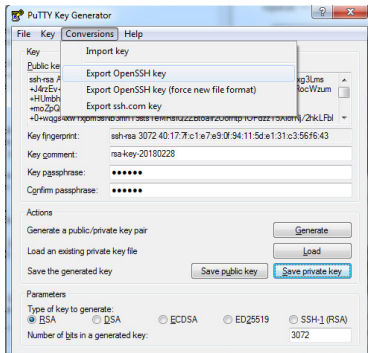 PuTTY Key Generator
File Key Conversions Help
Import key
Export OpenSSH key
Export OpenSSH key (force new file format)
Export ssh.com key
Key
Public key
ssh-rsa xg3Lms
+J4rzEv+ RocWzum
+HUmbh
+moZpQ
Key fingerprint: ssh-rsa 3072 40:17:7f:c1:e7:e9:0f:94:11:5d:e1:31:c3:56:f6:43
Key comment: rsa-key-20180228
Key passphrase: ••••••
Confirm passphrase: ••••••
Actions
Generate a public/private key pair Generate
Load an existing private key file Load
Save the generated key Save public key Save private key
Parameters
Type of key to generate:
RSA DSA ECDSA ED25519 SSH-1 (RSA)
Number of bits in a generated key: 3072